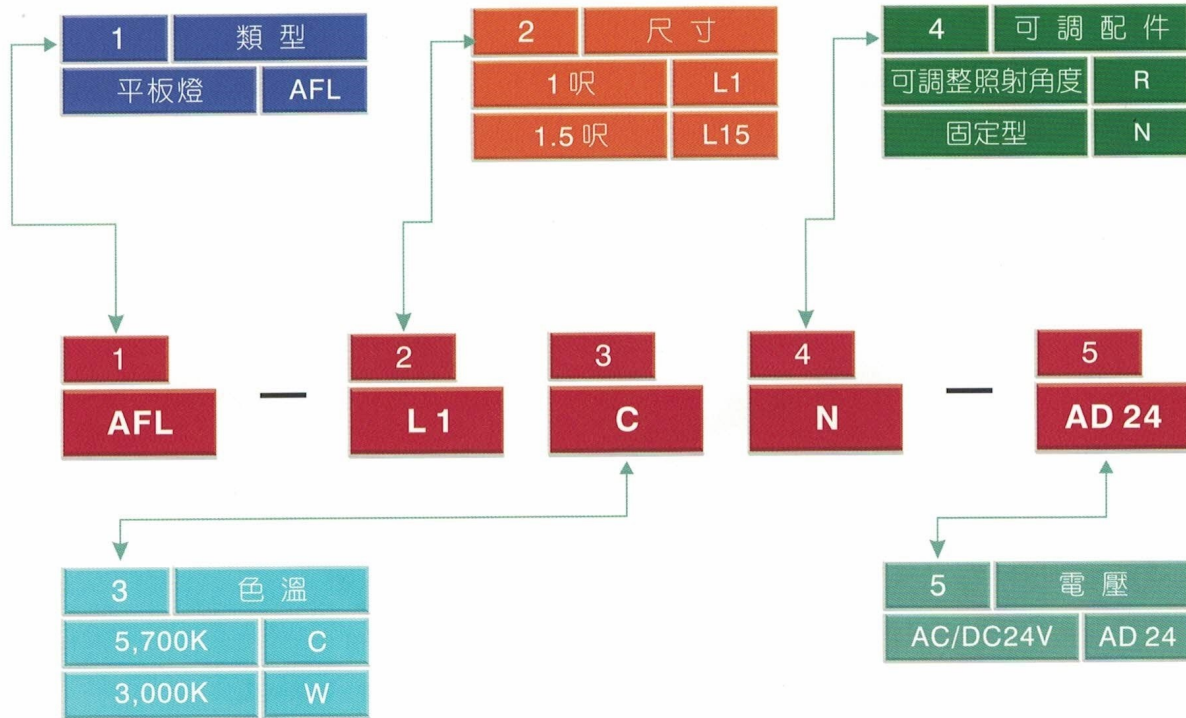 1 類型
平板燈 AFL
2 尺寸
1呎 L1
1.5呎 L15
4 可調配件
可調整照射角度 R
固定型 N
1 2 3 4 5
AFL — L 1 C N — AD 24
3 色溫
5,700K C
3,000K W
5 電壓
AC/DC24V AD 24